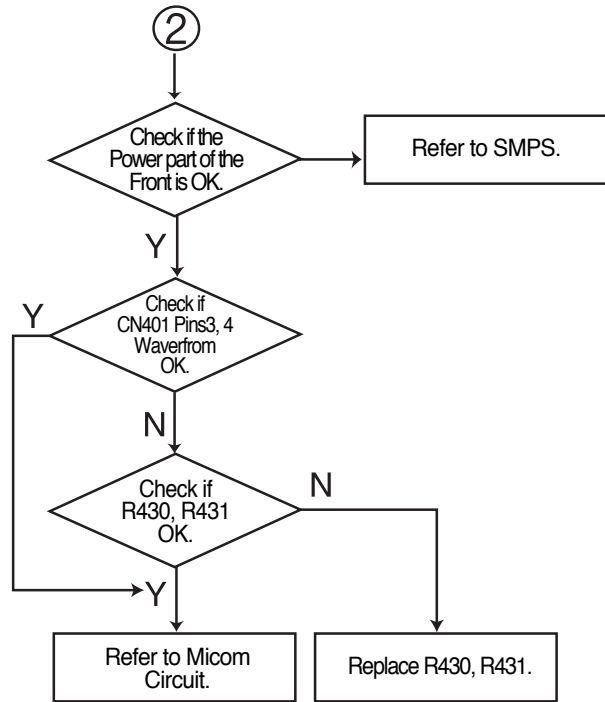 2
Check if the
Power part of the
Front is OK.
Refer to SMPS.
Y
Check if
CN401 Pins3, 4
Waverfrom
OK.
Y
N
Check if
R430, R431
OK.
N
Y
Refer to Micom
Circuit.
Replace R430, R431.